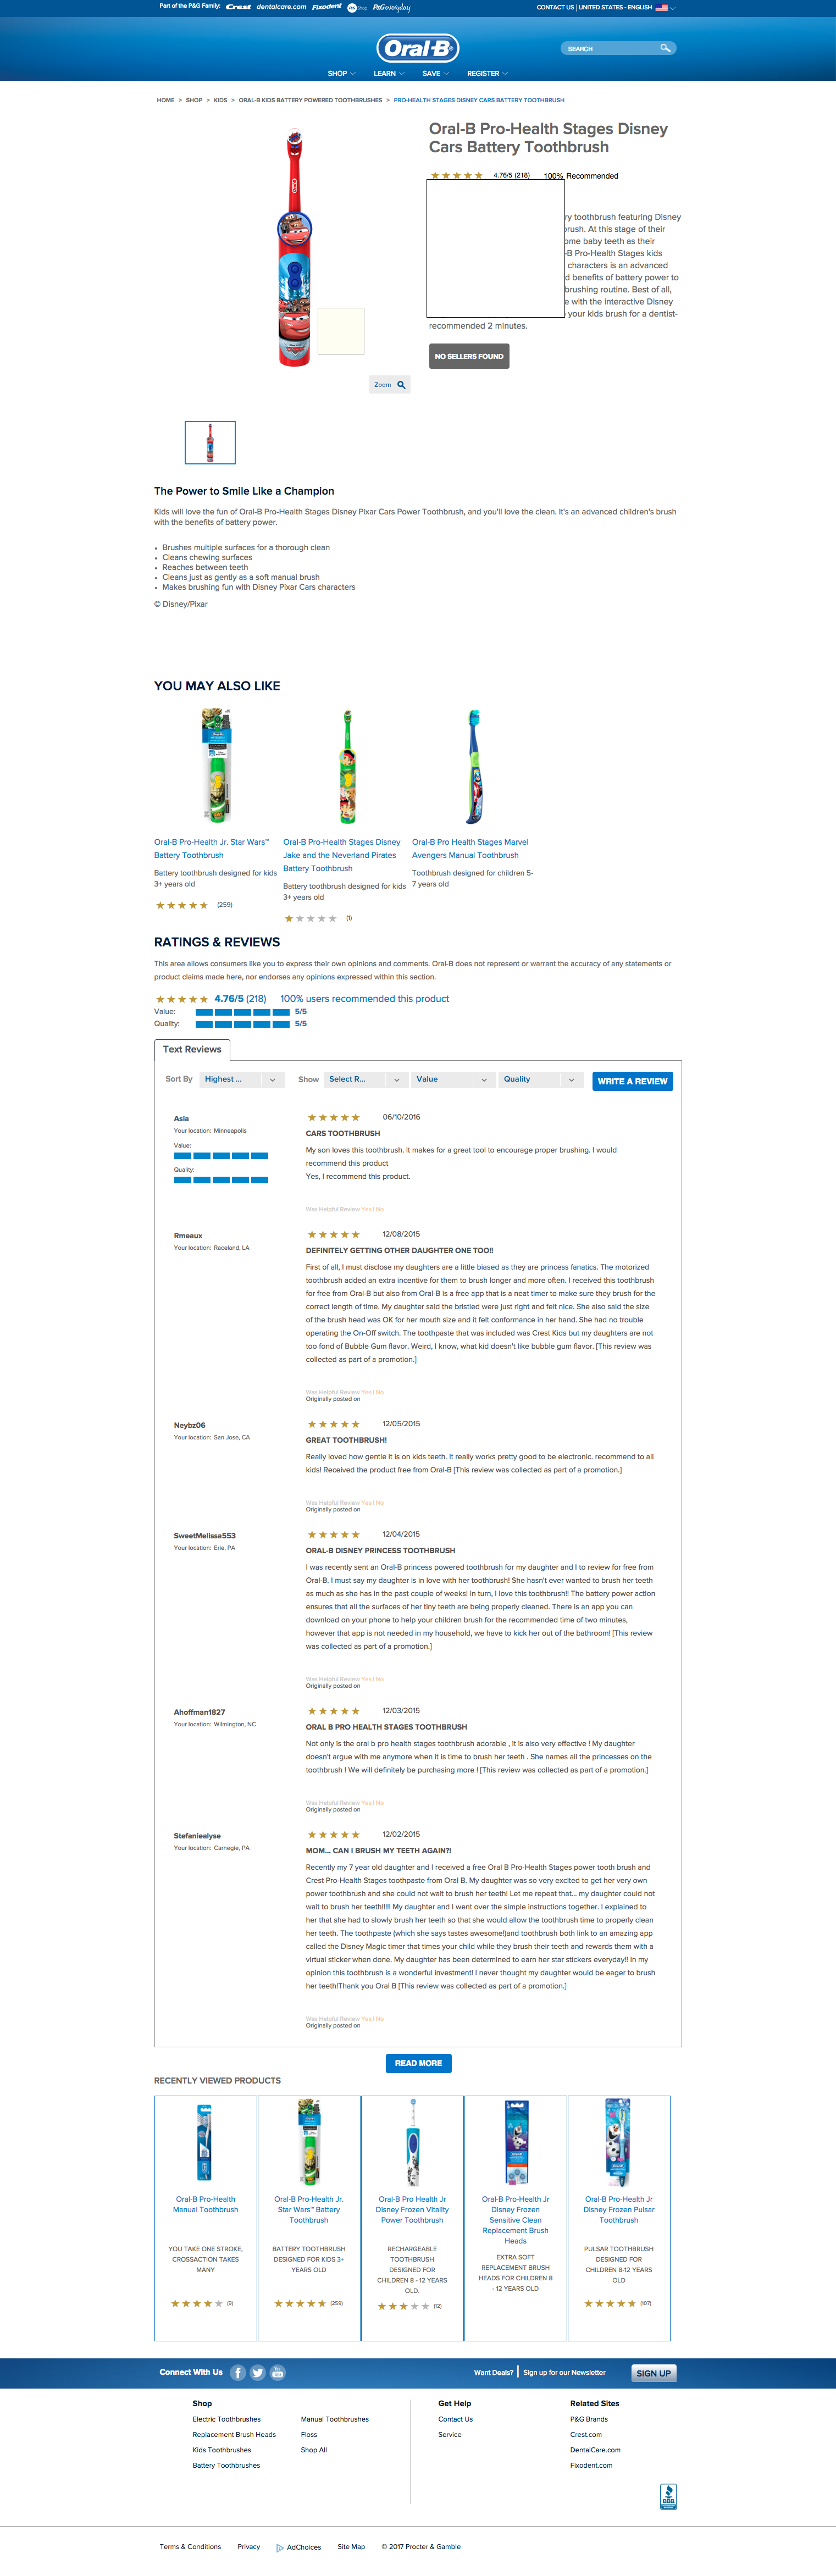 Part of the P&G Family: Crest dentalcare.com Fixodent P&G Shop P&G everyday
CONTACT US | UNITED STATES - ENGLISH
Oral-B
SEARCH
SHOP LEARN SAVE REGISTER
HOME > SHOP > KIDS > ORAL-B KIDS BATTERY POWERED TOOTHBRUSHES > PRO-HEALTH STAGES DISNEY CARS BATTERY TOOTHBRUSH
Oral-B Pro-Health Stages Disney
Cars Battery Toothbrush
4.76/5 (218) 100% Recommended
ry toothbrush featuring Disney
rush. At this stage of their
ome baby teeth as their
-B Pro-Health Stages kids
characters is an advanced
d benefits of battery power to
brushing routine. Best of all,
e with the interactive Disney
your kids brush for a dentist-
recommended 2 minutes.
NO SELLERS FOUND
Zoom
The Power to Smile Like a Champion
Kids will love the fun of Oral-B Pro-Health Stages Disney Pixar Cars Power Toothbrush, and you'll love the clean. It's an advanced children's brush
with the benefits of battery power.
• Brushes multiple surfaces for a thorough clean
• Cleans chewing surfaces
• Reaches between teeth
• Cleans just as gently as a soft manual brush
• Makes brushing fun with Disney Pixar Cars characters
© Disney/Pixar
YOU MAY ALSO LIKE
Oral-B Pro-Health Jr. Star Wars™
Battery Toothbrush
Battery toothbrush designed for kids
3+ years old
(259)
Oral-B Pro-Health Stages Disney
Jake and the Neverland Pirates
Battery Toothbrush
Battery toothbrush designed for kids
3+ years old
(1)
Oral-B Pro Health Stages Marvel
Avengers Manual Toothbrush
Toothbrush designed for children 5-
7 years old
RATINGS & REVIEWS
This area allows consumers like you to express their own opinions and comments. Oral-B does not represent or warrant the accuracy of any statements or
product claims made here, nor endorses any opinions expressed within this section.
4.76/5 (218) 100% users recommended this product
Value: 5/5
Quality: 5/5
Text Reviews
Sort By Highest ... Show Select R... Value Quality WRITE A REVIEW
Asia
Your location: Minneapolis
Value:
Quality:
06/10/2016
CARS TOOTHBRUSH
My son loves this toothbrush. It makes for a great tool to encourage proper brushing. I would
recommend this product
Yes, I recommend this product.
Was Helpful Review Yes | No
Rmeaux
Your location: Raceland, LA
12/08/2015
DEFINITELY GETTING OTHER DAUGHTER ONE TOO!!
First of all, I must disclose my daughters are a little biased as they are princess fanatics. The motorized
toothbrush added an extra incentive for them to brush longer and more often. I received this toothbrush
for free from Oral-B but also from Oral-B is a free app that is a neat timer to make sure they brush for the
correct length of time. My daughter said the bristled were just right and felt nice. She also said the size
of the brush head was OK for her mouth size and it felt conformance in her hand. She had no trouble
operating the On-Off switch. The toothpaste that was included was Crest Kids but my daughters are not
too fond of Bubble Gum flavor. Weird, I know, what kid doesn't like bubble gum flavor. [This review was
collected as part of a promotion.]
Was Helpful Review Yes | No
Originally posted on
Neybz06
Your location: San Jose, CA
12/05/2015
GREAT TOOTHBRUSH!
Really loved how gentle it is on kids teeth. It really works pretty good to be electronic. recommend to all
kids! Received the product free from Oral-B [This review was collected as part of a promotion.]
Was Helpful Review Yes | No
Originally posted on
SweetMelissa553
Your location: Erie, PA
12/04/2015
ORAL-B DISNEY PRINCESS TOOTHBRUSH
I was recently sent an Oral-B princess powered toothbrush for my daughter and I to review for free from
Oral-B. I must say my daughter is in love with her toothbrush! She hasn't ever wanted to brush her teeth
as much as she has in the past couple of weeks! In turn, I love this toothbrush!! The battery power action
ensures that all the surfaces of her tiny teeth are being properly cleaned. There is an app you can
download on your phone to help your children brush for the recommended time of two minutes,
however that app is not needed in my household, we have to kick her out of the bathroom! [This review
was collected as part of a promotion.]
Was Helpful Review Yes | No
Originally posted on
Ahoffman1827
Your location: Wilmington, NC
12/03/2015
ORAL B PRO HEALTH STAGES TOOTHBRUSH
Not only is the oral b pro health stages toothbrush adorable , it is also very effective ! My daughter
doesn't argue with me anymore when it is time to brush her teeth . She names all the princesses on the
toothbrush ! We will definitely be purchasing more ! [This review was collected as part of a promotion.]
Was Helpful Review Yes | No
Originally posted on
Stefaniealyse
Your location: Carnegie, PA
12/02/2015
MOM... CAN I BRUSH MY TEETH AGAIN?!
Recently my 7 year old daughter and I received a free Oral B Pro-Health Stages power tooth brush and
Crest Pro-Health Stages toothpaste from Oral B. My daughter was so very excited to get her very own
power toothbrush and she could not wait to brush her teeth! Let me repeat that... my daughter could not
wait to brush her teeth!!!!! My daughter and I went over the simple instructions together. I explained to
her that she had to slowly brush her teeth so that she would allow the toothbrush time to properly clean
her teeth. The toothpaste (which she says tastes awesome!)and toothbrush both link to an amazing app
called the Disney Magic timer that times your child while they brush their teeth and rewards them with a
virtual sticker when done. My daughter has been determined to earn her star stickers everyday!! In my
opinion this toothbrush is a wonderful investment! I never thought my daughter would be eager to brush
her teeth!Thank you Oral B [This review was collected as part of a promotion.]
Was Helpful Review Yes | No
Originally posted on
READ MORE
RECENTLY VIEWED PRODUCTS
Oral-B Pro-Health
Manual Toothbrush
YOU TAKE ONE STROKE,
CROSSACTION TAKES
MANY
(9)
Oral-B Pro-Health Jr.
Star Wars™ Battery
Toothbrush
BATTERY TOOTHBRUSH
DESIGNED FOR KIDS 3+
YEARS OLD
(259)
Oral-B Pro Health Jr
Disney Frozen Vitality
Power Toothbrush
RECHARGEABLE
TOOTHBRUSH
DESIGNED FOR
CHILDREN 8 - 12 YEARS
OLD.
(12)
Oral-B Pro-Health Jr
Disney Frozen
Sensitive Clean
Replacement Brush
Heads
EXTRA SOFT
REPLACEMENT BRUSH
HEADS FOR CHILDREN 8
- 12 YEARS OLD
Oral-B Pro-Health Jr
Disney Frozen Pulsar
Toothbrush
PULSAR TOOTHBRUSH
DESIGNED FOR
CHILDREN 8-12 YEARS
OLD
(107)
Connect With Us
Want Deals? | Sign up for our Newsletter SIGN UP
Shop
Electric Toothbrushes
Replacement Brush Heads
Kids Toothbrushes
Battery Toothbrushes
Manual Toothbrushes
Floss
Shop All
Get Help
Contact Us
Service
Related Sites
P&G Brands
Crest.com
DentalCare.com
Fixodent.com
BBB
Terms & Conditions Privacy AdChoices Site Map © 2017 Procter & Gamble